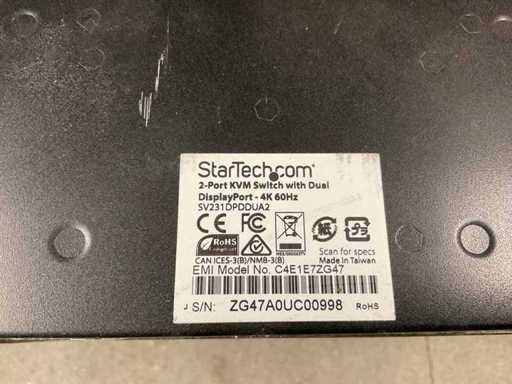 StarTech.com
2-Port KVM Switch with Dual
DisplayPort - 4K 60Hz
SV231DPDDUA2
CE FC
RoHS
Scan for specs
CAN ICES-3(B)/NMB-3(B)
Made In Taiwan
EMI Model No. C4E1E7ZG47
S/N: ZG47A0UC00998 RoHS